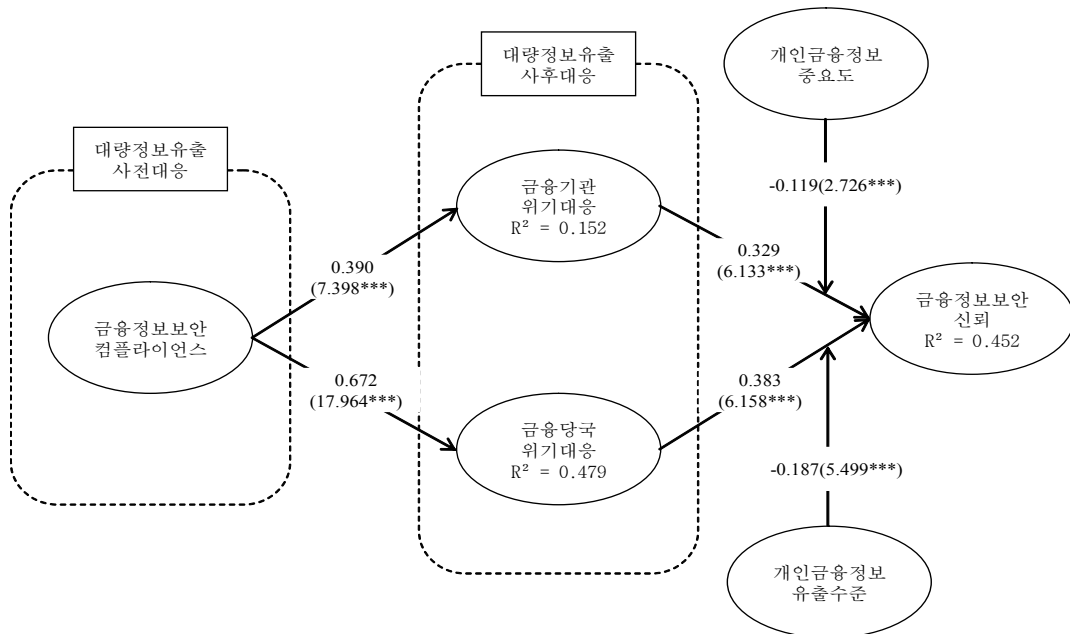 대량정보유출
사전대응
금융정보보안
컴플라이언스
0.390
(7.398***)
0.672
(17.964***)
대량정보유출
사후대응
금융기관
위기대응
R² = 0.152
금융당국
위기대응
R² = 0.479
개인금융정보
중요도
-0.119(2.726***)
0.329
(6.133***)
0.383
(6.158***)
금융정보보안
신뢰
R² = 0.452
-0.187(5.499***)
개인금융정보
유출수준